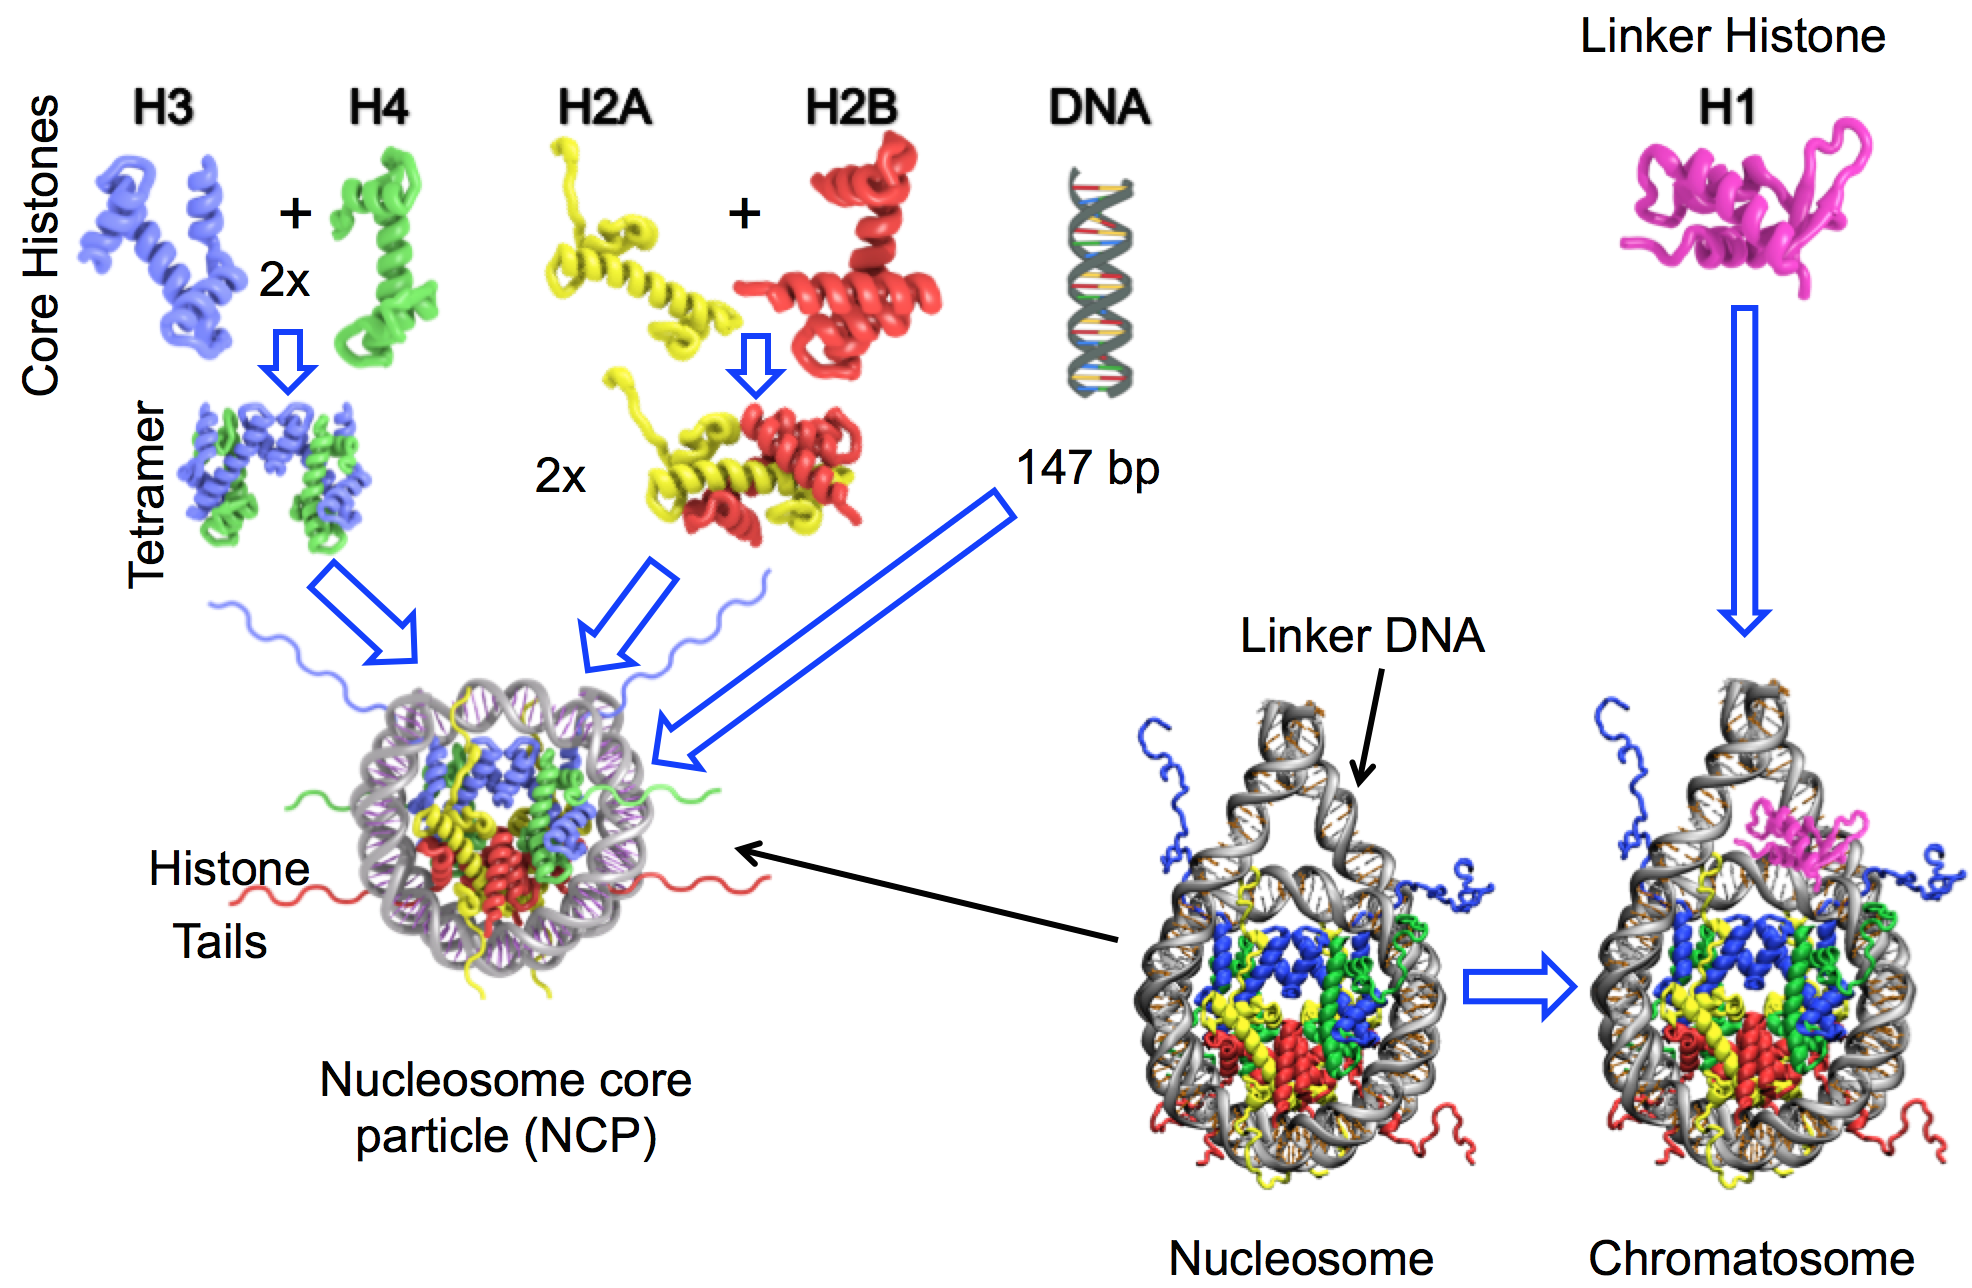 Linker Histone
H3
H4
H2A
H2B
DNA
H1
Core Histones
+
+
2x
Tetramer
2x
147 bp
Linker DNA
Histone
Tails
Nucleosome core
particle (NCP)
Nucleosome
Chromatosome